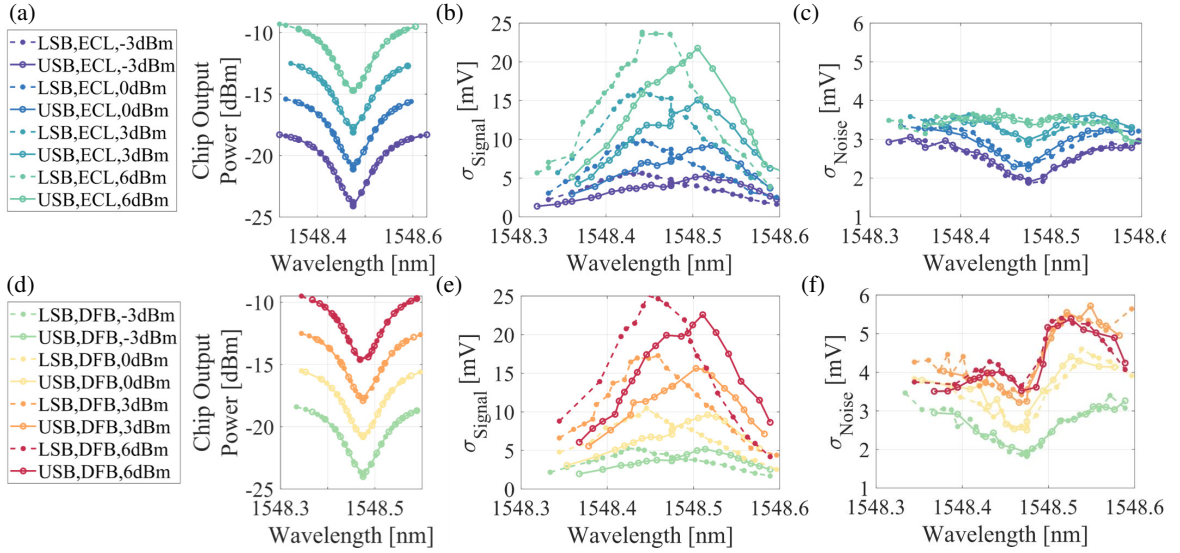 (a)
LSB,ECL,-3dBm
USB,ECL,-3dBm
LSB,ECL,0dBm
USB,ECL,0dBm
LSB,ECL,3dBm
USB,ECL,3dBm
LSB,ECL,6dBm
USB,ECL,6dBm
Chip Output
Power [dBm]
-10
-15
-20
-25
1548.4
1548.6
Wavelength [nm]
(b)
σSignal [mV]
25
20
15
10
5
0
1548.3
1548.4
1548.5
1548.6
Wavelength [nm]
(c)
σNoise [mV]
6
5
4
3
2
1
1548.3
1548.4
1548.5
1548.6
Wavelength [nm]
(d)
LSB,DFB,-3dBm
USB,DFB,-3dBm
LSB,DFB,0dBm
USB,DFB,0dBm
LSB,DFB,3dBm
USB,DFB,3dBm
LSB,DFB,6dBm
USB,DFB,6dBm
Chip Output
Power [dBm]
-10
-15
-20
-25
1548.3
1548.5
Wavelength [nm]
(e)
σSignal [mV]
25
20
15
10
5
0
1548.3
1548.4
1548.5
1548.6
Wavelength [nm]
(f)
σNoise [mV]
6
5
4
3
2
1
1548.3
1548.4
1548.5
1548.6
Wavelength [nm]